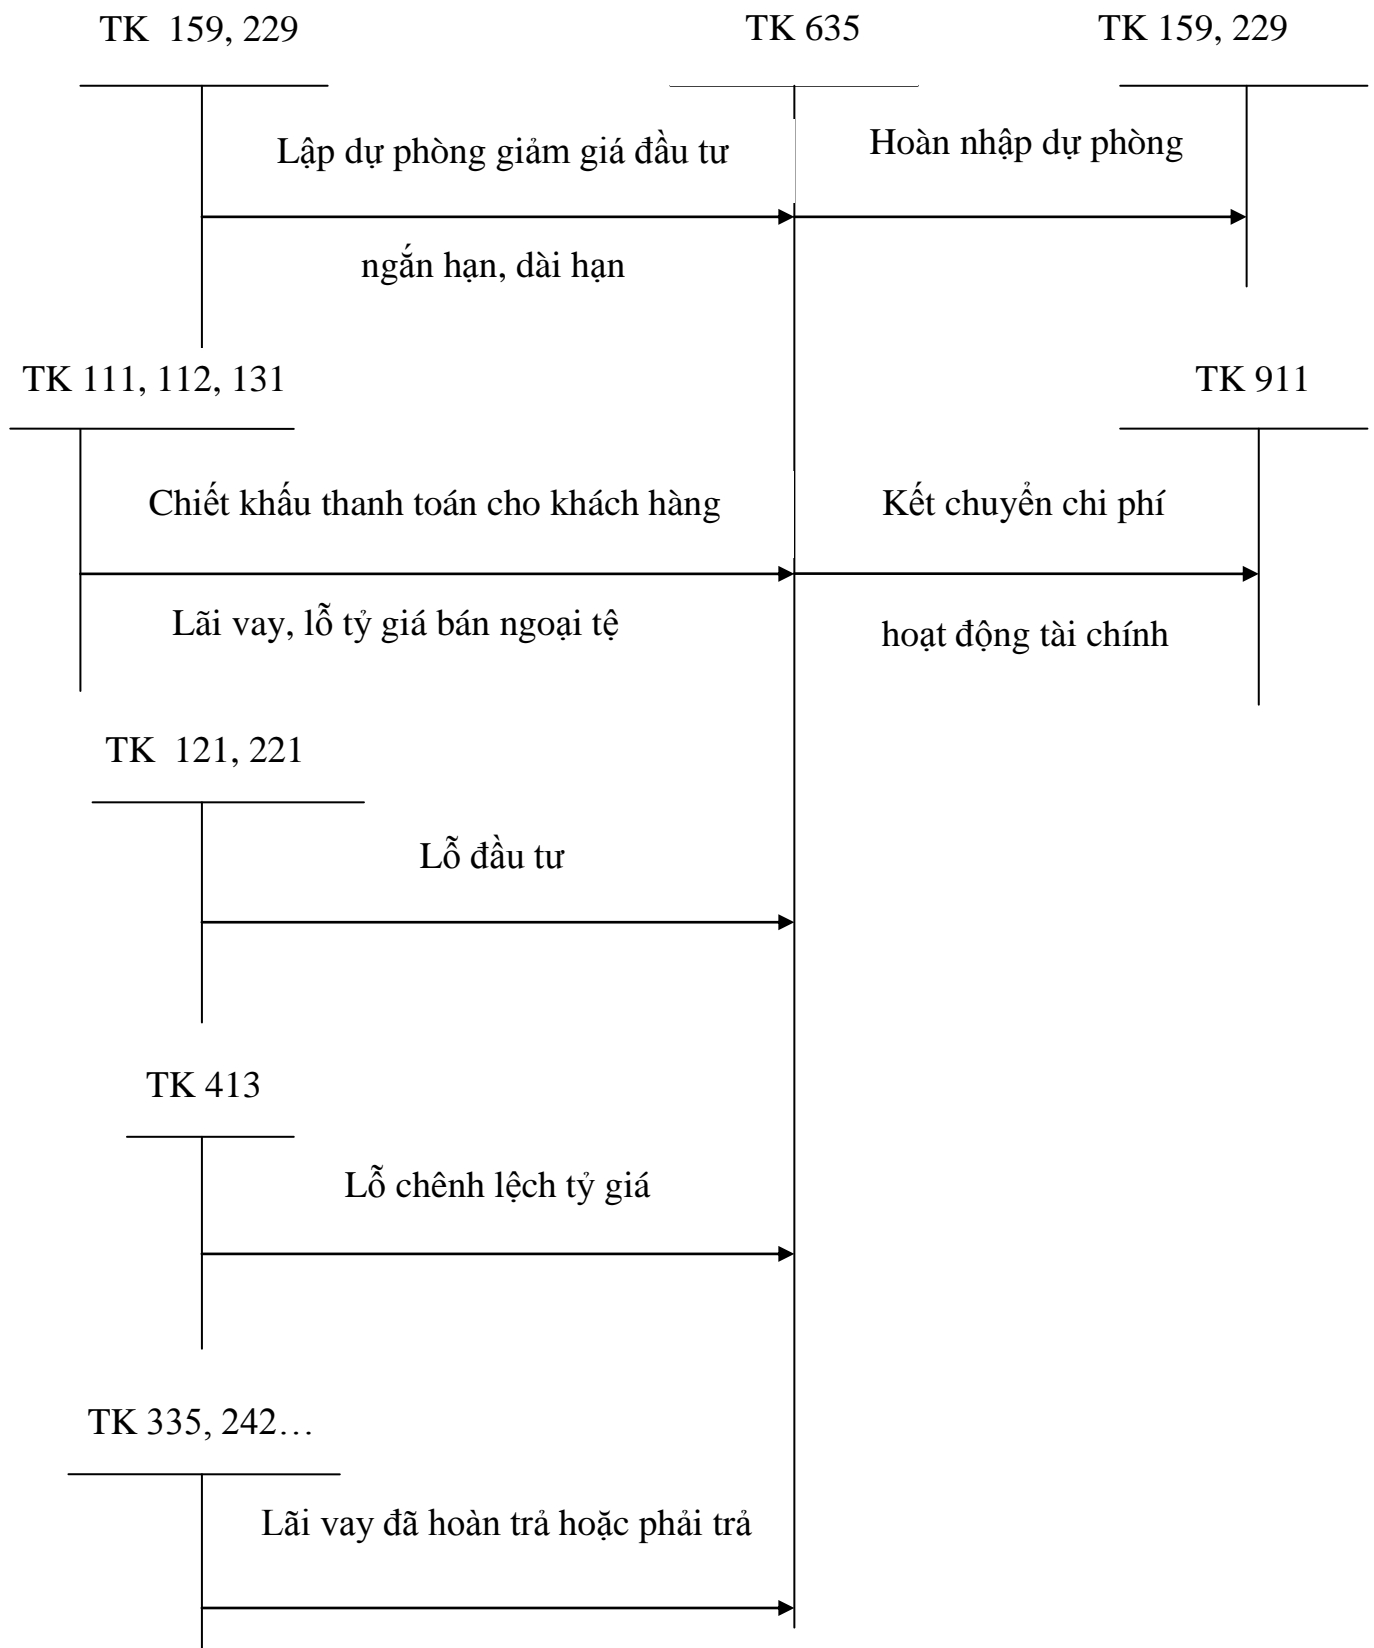 TK 159, 229
TK 635
TK 159, 229
Lập dự phòng giảm giá đầu tư
Hoàn nhập dự phòng
ngắn hạn, dài hạn
TK 111, 112, 131
TK 911
Chiết khấu thanh toán cho khách hàng
Kết chuyển chi phí
Lãi vay, lỗ tỷ giá bán ngoại tệ
hoạt động tài chính
TK 121, 221
Lỗ đầu tư
TK 413
Lỗ chênh lệch tỷ giá
TK 335, 242…
Lãi vay đã hoàn trả hoặc phải trả